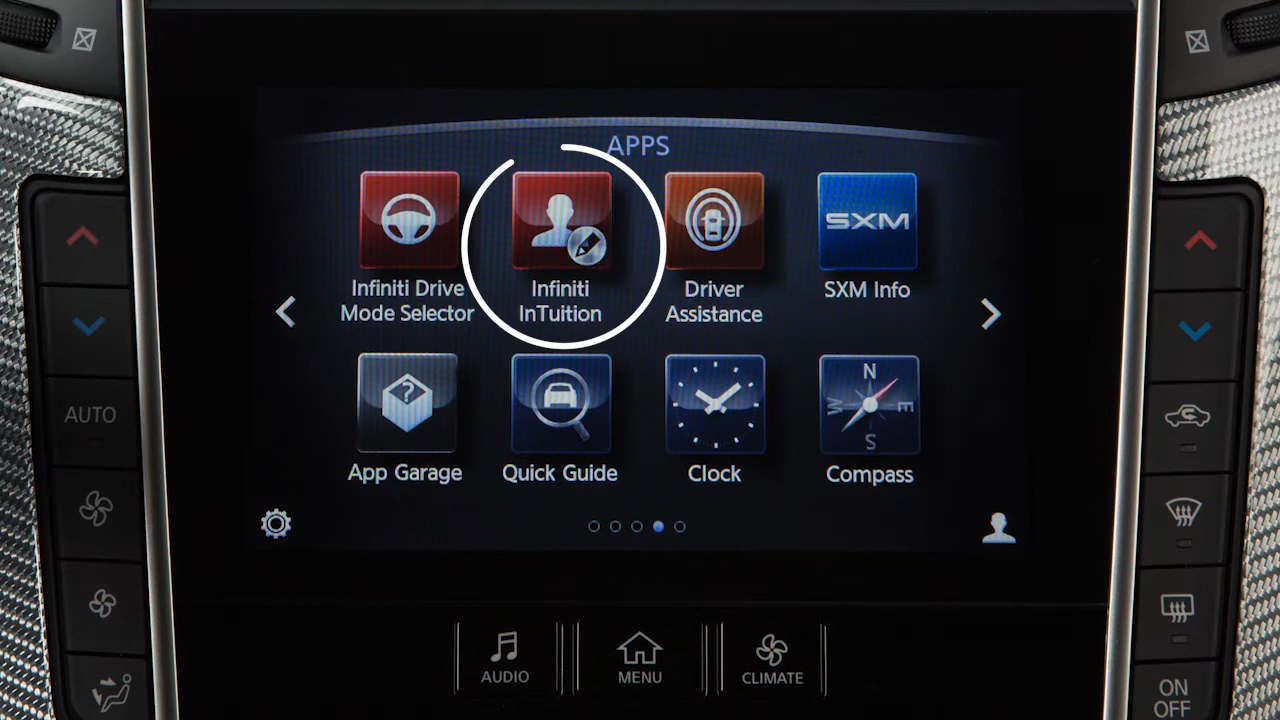 APPS
Infiniti Drive
Mode Selector
Infiniti
InTuition
Driver
Assistance
SXM
SXM Info
App Garage
Quick Guide
Clock
N
W
E
S
Compass
AUTO
AUDIO
MENU
CLIMATE
ON
OFF